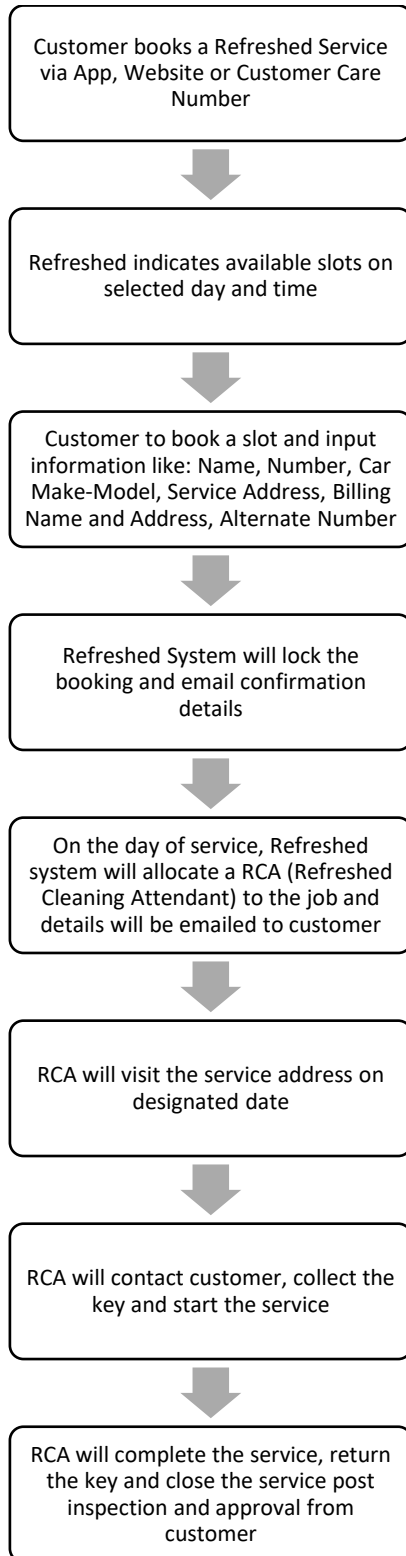 Customer books a Refreshed Service
via App, Website or Customer Care
Number
Refreshed indicates available slots on
selected day and time
Customer to book a slot and input
information like: Name, Number, Car
Make-Model, Service Address, Billing
Name and Address, Alternate Number
Refreshed System will lock the
booking and email confirmation
details
On the day of service, Refreshed
system will allocate a RCA (Refreshed
Cleaning Attendant) to the job and
details will be emailed to customer
RCA will visit the service address on
designated date
RCA will contact customer, collect the
key and start the service
RCA will complete the service, return
the key and close the service post
inspection and approval from
customer